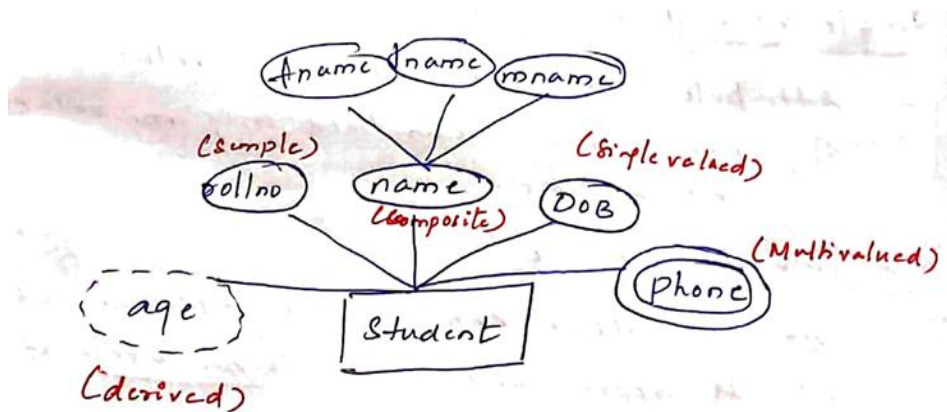 fname lname mname
(simple)
(Single valued)
rollno name DOB
(composite)
(Multivalued)
phone
age
Student
(derived)